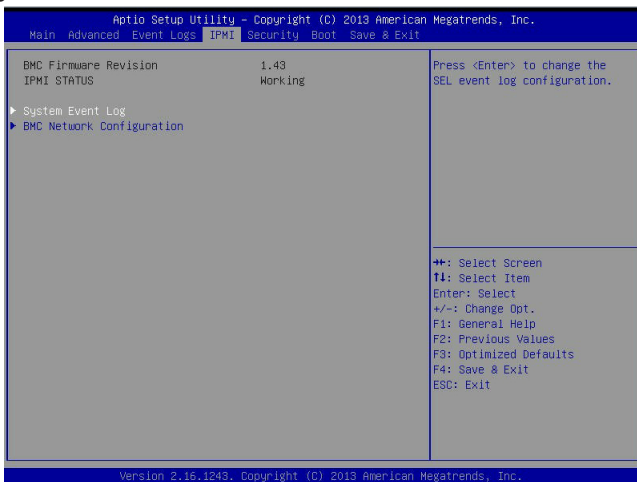 Aptio Setup Utility – Copyright (C) 2013 American Megatrends, Inc.
Main Advanced Event Logs IPMI Security Boot Save & Exit
BMC Firmware Revision 1.43
IPMI STATUS Working
▶ System Event Log
▶ BMC Network Configuration
Press <Enter> to change the
SEL event log configuration.
→←: Select Screen
↑↓: Select Item
Enter: Select
+/-: Change Opt.
F1: General Help
F2: Previous Values
F3: Optimized Defaults
F4: Save & Exit
ESC: Exit
Version 2.16.1243. Copyright (C) 2013 American Megatrends, Inc.